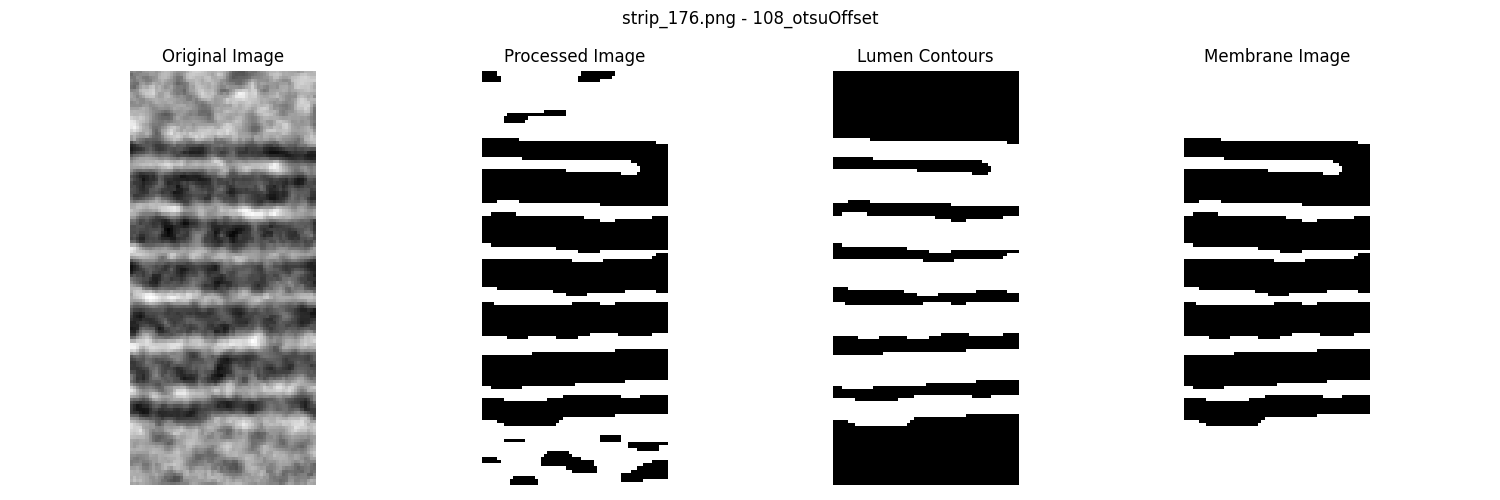 strip_176.png - 108_otsuOffset
Original Image
Processed Image
Lumen Contours
Membrane Image